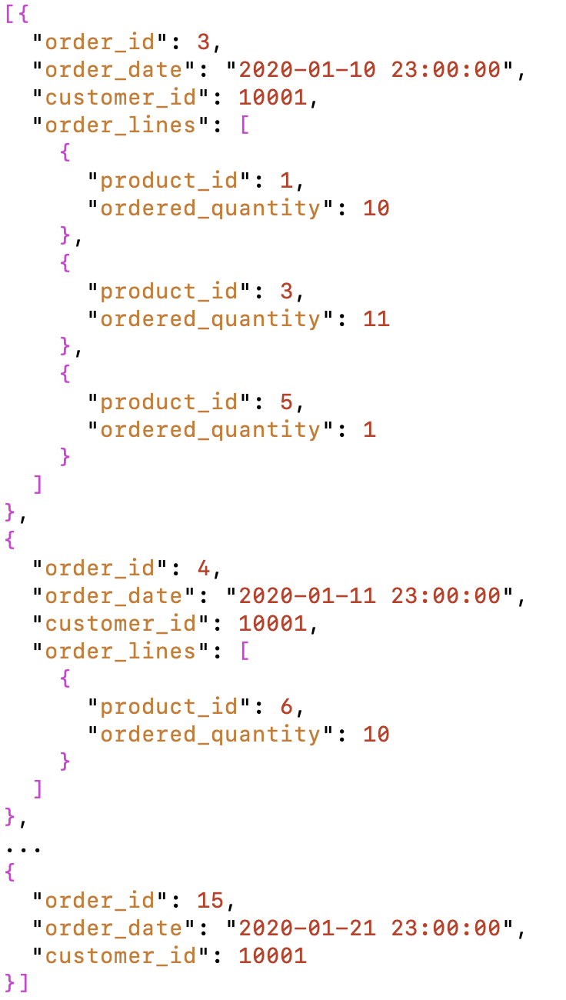 [{
  "order_id": 3,
  "order_date": "2020-01-10 23:00:00",
  "customer_id": 10001,
  "order_lines": [
    {
      "product_id": 1,
      "ordered_quantity": 10
    },
    {
      "product_id": 3,
      "ordered_quantity": 11
    },
    {
      "product_id": 5,
      "ordered_quantity": 1
    }
  ]
},
{
  "order_id": 4,
  "order_date": "2020-01-11 23:00:00",
  "customer_id": 10001,
  "order_lines": [
    {
      "product_id": 6,
      "ordered_quantity": 10
    }
  ]
},
...
{
  "order_id": 15,
  "order_date": "2020-01-21 23:00:00",
  "customer_id": 10001
}]